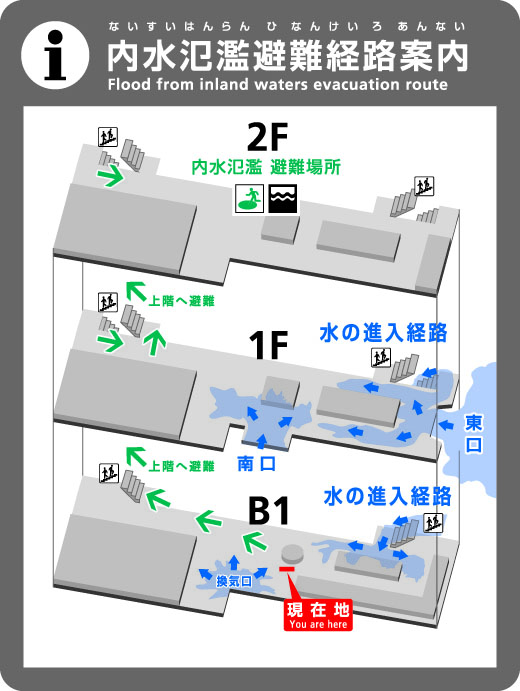 ないすいはんらん ひ なんけいろ あんない
i 内水氾濫避難経路案内
Flood from inland waters evacuation route
2F
内水氾濫 避難場所
上階へ避難
1F
水の進入経路
東口
南口
上階へ避難
B1
水の進入経路
換気口
現在地
You are here